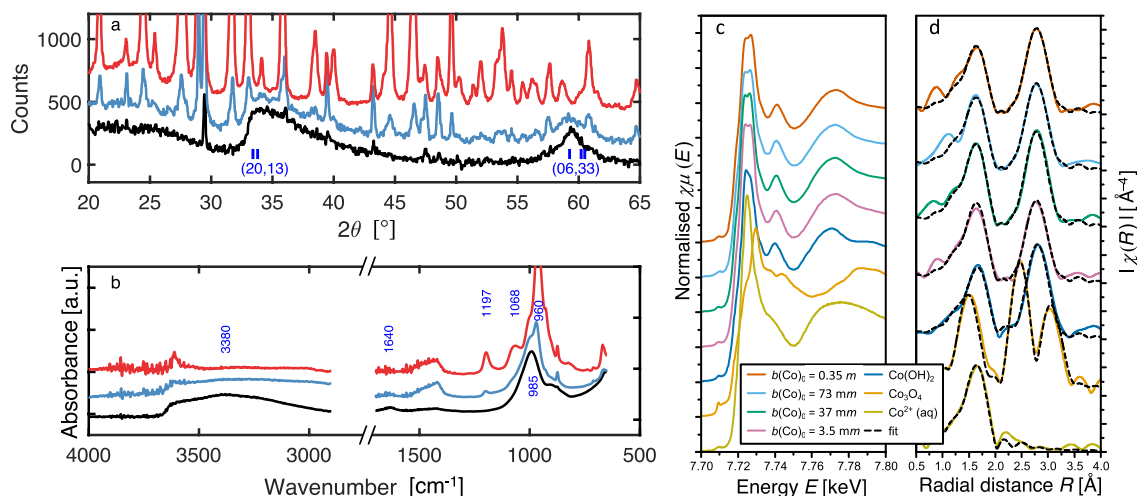 a
1000
500
0
Counts
(20,13)
(06,33)
20 25 30 35 40 45 50 55 60 65
2θ [°]
b
Absorbance [a.u.]
3380
1640
1197
1068
960
985
4000 3500 3000 1000 500
Wavenumber [cm⁻¹]
c
Normalised χμ(E)
b(Co)₀ = 0.35 m
b(Co)₀ = 73 mm
b(Co)₀ = 37 mm
b(Co)₀ = 3.5 mm
Co(OH)₂
Co₃O₄
Co²⁺ (aq)
fit
7.70 7.72 7.74 7.76 7.78 7.80
Energy E [keV]
d
| χ(R) | [Å⁻⁴]
0.5 1.0 1.5 2.0 2.5 3.0 3.5 4.0
Radial distance R [Å]